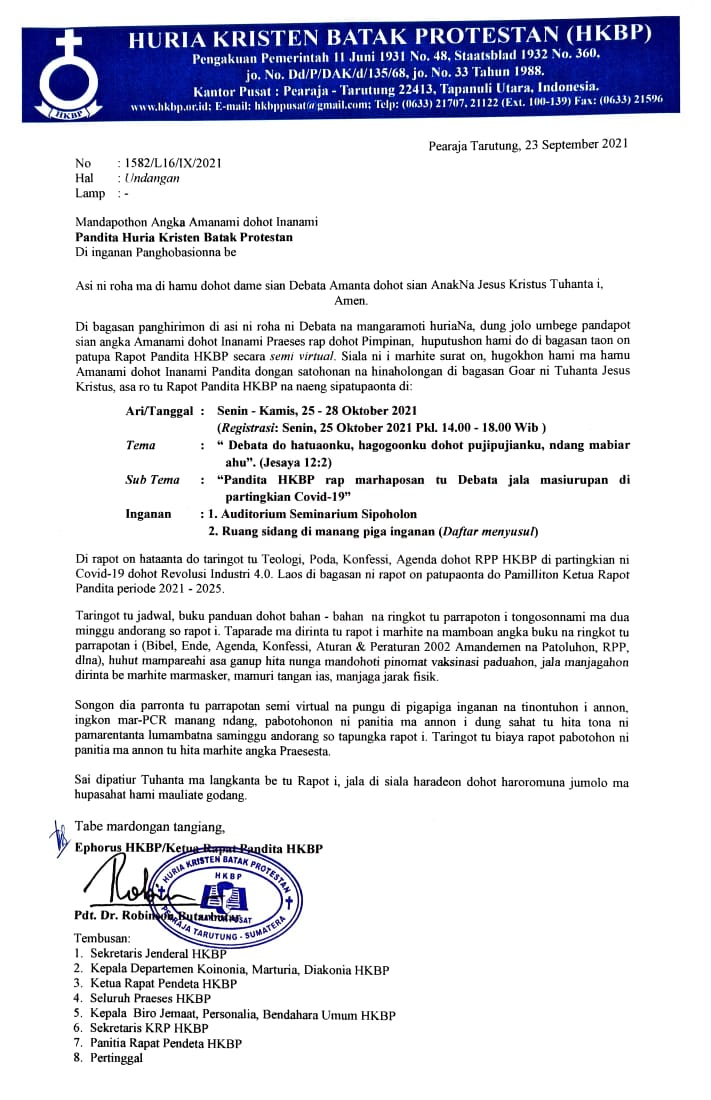 HURIA KRISTEN BATAK PROTESTAN (HKBP)
Pengakuan Pemerintah 11 Juni 1931 No. 48, Staatsblad 1932 No. 360,
jo. No. Dd/P/DAK/d/135/68, jo. No. 33 Tahun 1988.
Kantor Pusat : Pearaja - Tarutung 22413, Tapanuli Utara, Indonesia.
www.hkbp.or.id; E-mail: hkbppusat@gmail.com; Telp: (0633) 21707, 21122 (Ext. 100-139) Fax: (0633) 21596
HKBP
Pearaja Tarutung, 23 September 2021
No : 1582/L16/IX/2021
Hal : Undangan
Lamp : -
Mandapothon Angka Amanami dohot Inanami
Pandita Huria Kristen Batak Protestan
Di inganan Panghobasionna be
Asi ni roha ma di hamu dohot dame sian Debata Amanta dohot sian AnakNa Jesus Kristus Tuhanta i,
Amen.
Di bagasan panghirimon di asi ni roha ni Debata na mangaramoti huriaNa, dung jolo umbege pandapot
sian angka Amanami dohot Inanami Praeses rap dohot Pimpinan, huputushon hami do di bagasan taon on
patupa Rapot Pandita HKBP secara semi virtual. Siala ni i marhite surat on, hugokhon hami ma hamu
Amanami dohot Inanami Pandita dongan satohonan na hinaholongan di bagasan Goar ni Tuhanta Jesus
Kristus, asa ro tu Rapot Pandita HKBP na naeng sipatupaonta di:
Ari/Tanggal : Senin - Kamis, 25 - 28 Oktober 2021
(Registrasi: Senin, 25 Oktober 2021 Pkl. 14.00 - 18.00 Wib )
Tema : “ Debata do hatuaonku, hagogoonku dohot pujipujianku, ndang mabiar
ahu”. (Jesaya 12:2)
Sub Tema : “Pandita HKBP rap marhaposan tu Debata jala masiurupan di
partingkian Covid-19”
Inganan : 1. Auditorium Seminarium Sipoholon
2. Ruang sidang di manang piga inganan (Daftar menyusul)
Di rapot on hataanta do taringot tu Teologi, Poda, Konfessi, Agenda dohot RPP HKBP di partingkian ni
Covid-19 dohot Revolusi Industri 4.0. Laos di bagasan ni rapot on patupaonta do Pamilliton Ketua Rapot
Pandita periode 2021 - 2025.
Taringot tu jadwal, buku panduan dohot bahan - bahan na ringkot tu parrapoton i tongosonnami ma dua
minggu andorang so rapot i. Taparade ma dirinta tu rapot i marhite na mamboan angka buku na ringkot tu
parrapotan i (Bibel, Ende, Agenda, Konfessi, Aturan & Peraturan 2002 Amandemen na Patoluhon, RPP,
dlna), huhut mampareahi asa ganup hita nunga mandohoti pinomat vaksinasi paduahon, jala manjagahon
dirinta be marhite marmasker, mamuri tangan ias, manjaga jarak fisik.
Songon dia parronta tu parrapotan semi virtual na pungu di pigapiga inganan na tinontuhon i annon,
ingkon mar-PCR manang ndang, pabotohonon ni panitia ma annon i dung sahat tu hita tona ni
pamarentanta lumambatna saminggu andorang so tapungka rapot i. Taringot tu biaya rapot pabotohon ni
panitia ma annon tu hita marhite angka Praesesta.
Sai dipatiur Tuhanta ma langkanta be tu Rapot i, jala di siala haradeon dohot haroromuna jumolo ma
hupasahat hami mauliate godang.
Tabe mardongan tangiang,
Ephorus HKBP/Ketua Rapat Pandita HKBP
HURIA KRISTEN BATAK PROTESTAN
HKBP
KANTOR PUSAT
PEARAJA TARUTUNG - SUMATERA
Pdt. Dr. Robinson Butarbutar
Tembusan:
1. Sekretaris Jenderal HKBP
2. Kepala Departemen Koinonia, Marturia, Diakonia HKBP
3. Ketua Rapat Pendeta HKBP
4. Seluruh Praeses HKBP
5. Kepala Biro Jemaat, Personalia, Bendahara Umum HKBP
6. Sekretaris KRP HKBP
7. Panitia Rapat Pendeta HKBP
8. Pertinggal